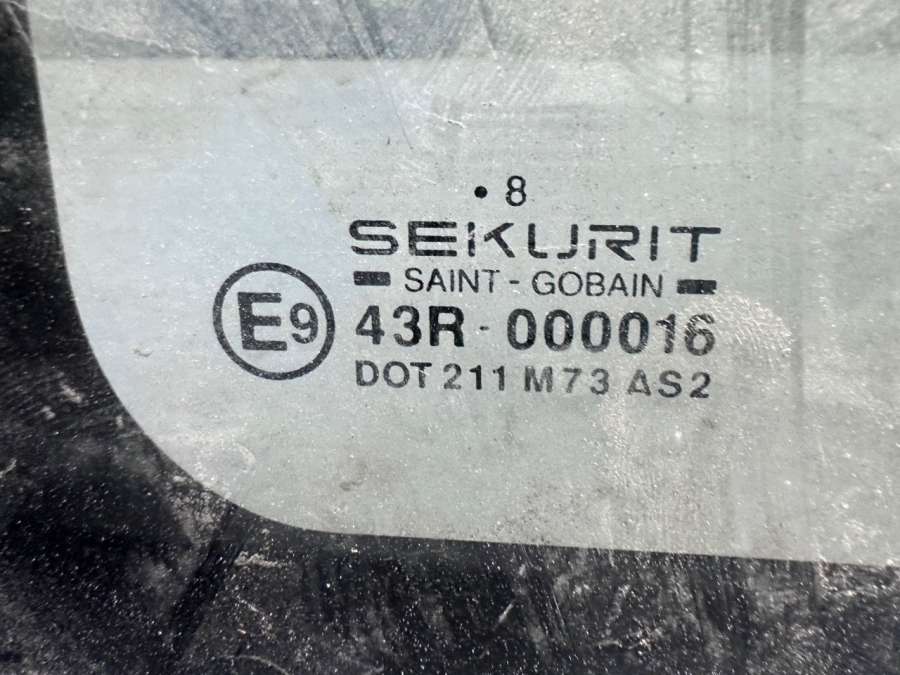 • 8
SEKURIT
SAINT - GOBAIN
E9 43R - 000016
DOT 211 M73 AS2